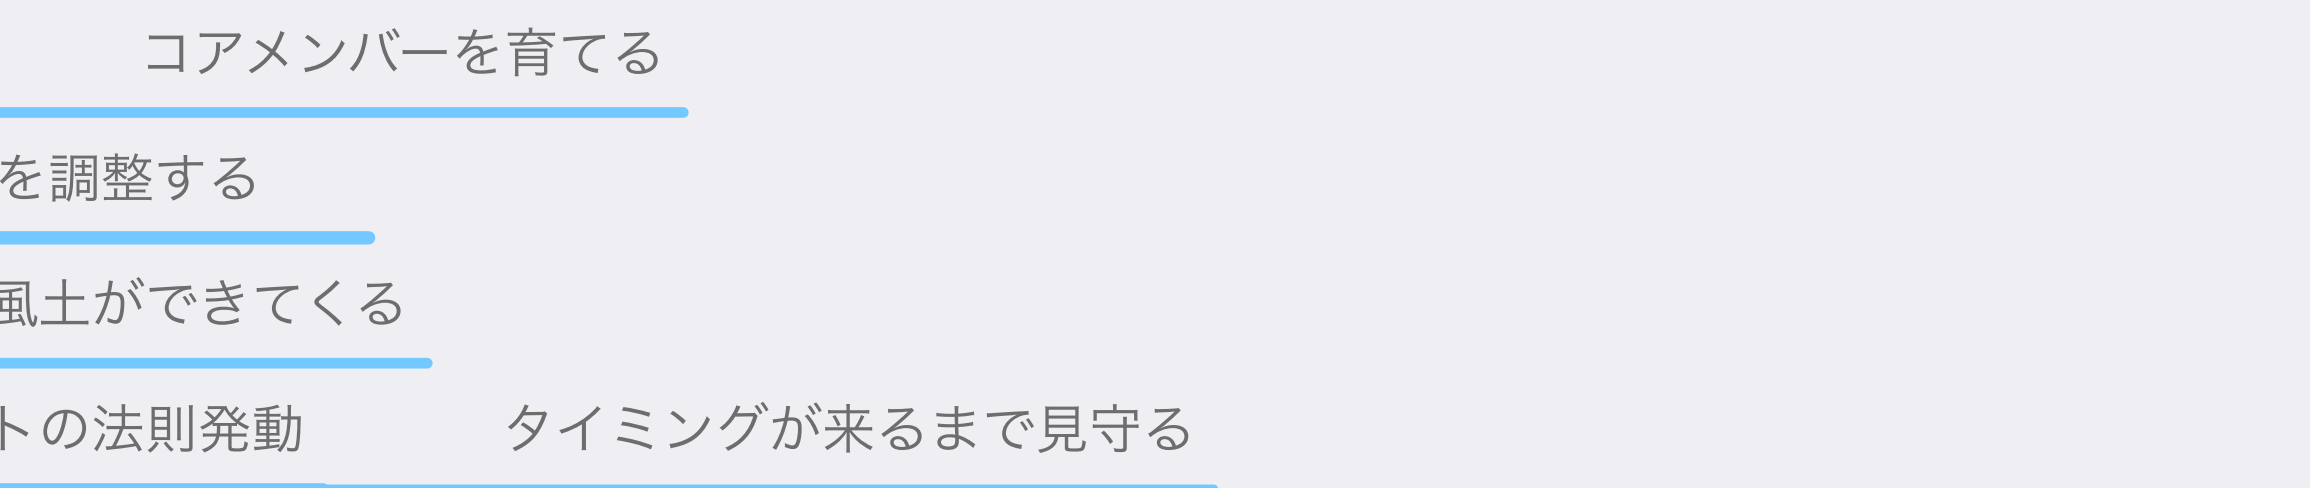 コアメンバーを育てる
を調整する
風土ができてくる
トの法則発動 タイミングが来るまで見守る